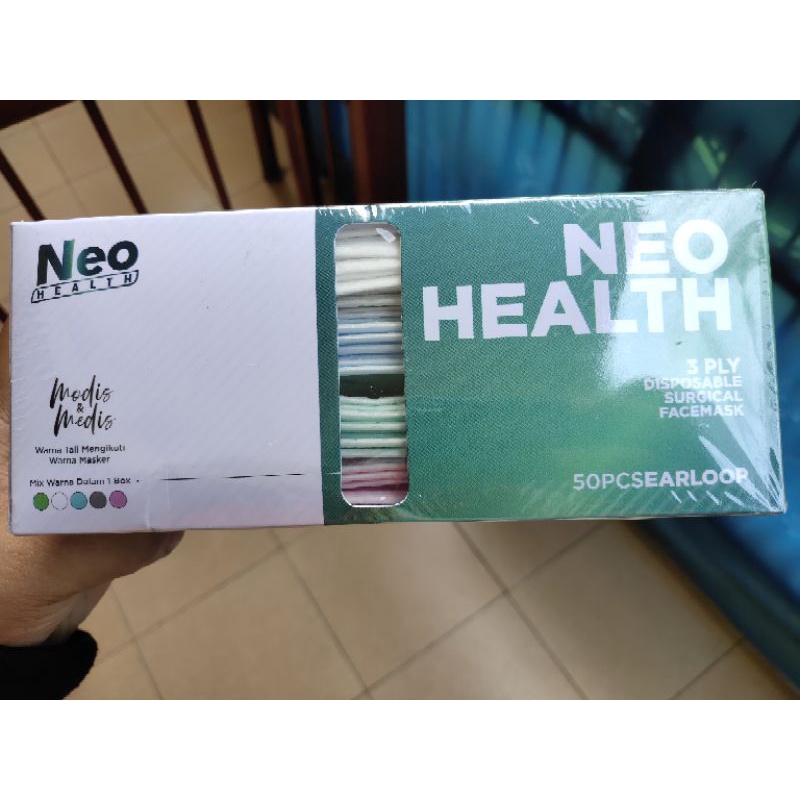 Neo
HEALTH
Modis
&
Medis
Warna Tali Mengikuti
Warna Masker
Mix Warna Dalam 1 Box
NEO
HEALTH
3 PLY
DISPOSABLE
SURGICAL
FACEMASK
50PCSEARLOOP